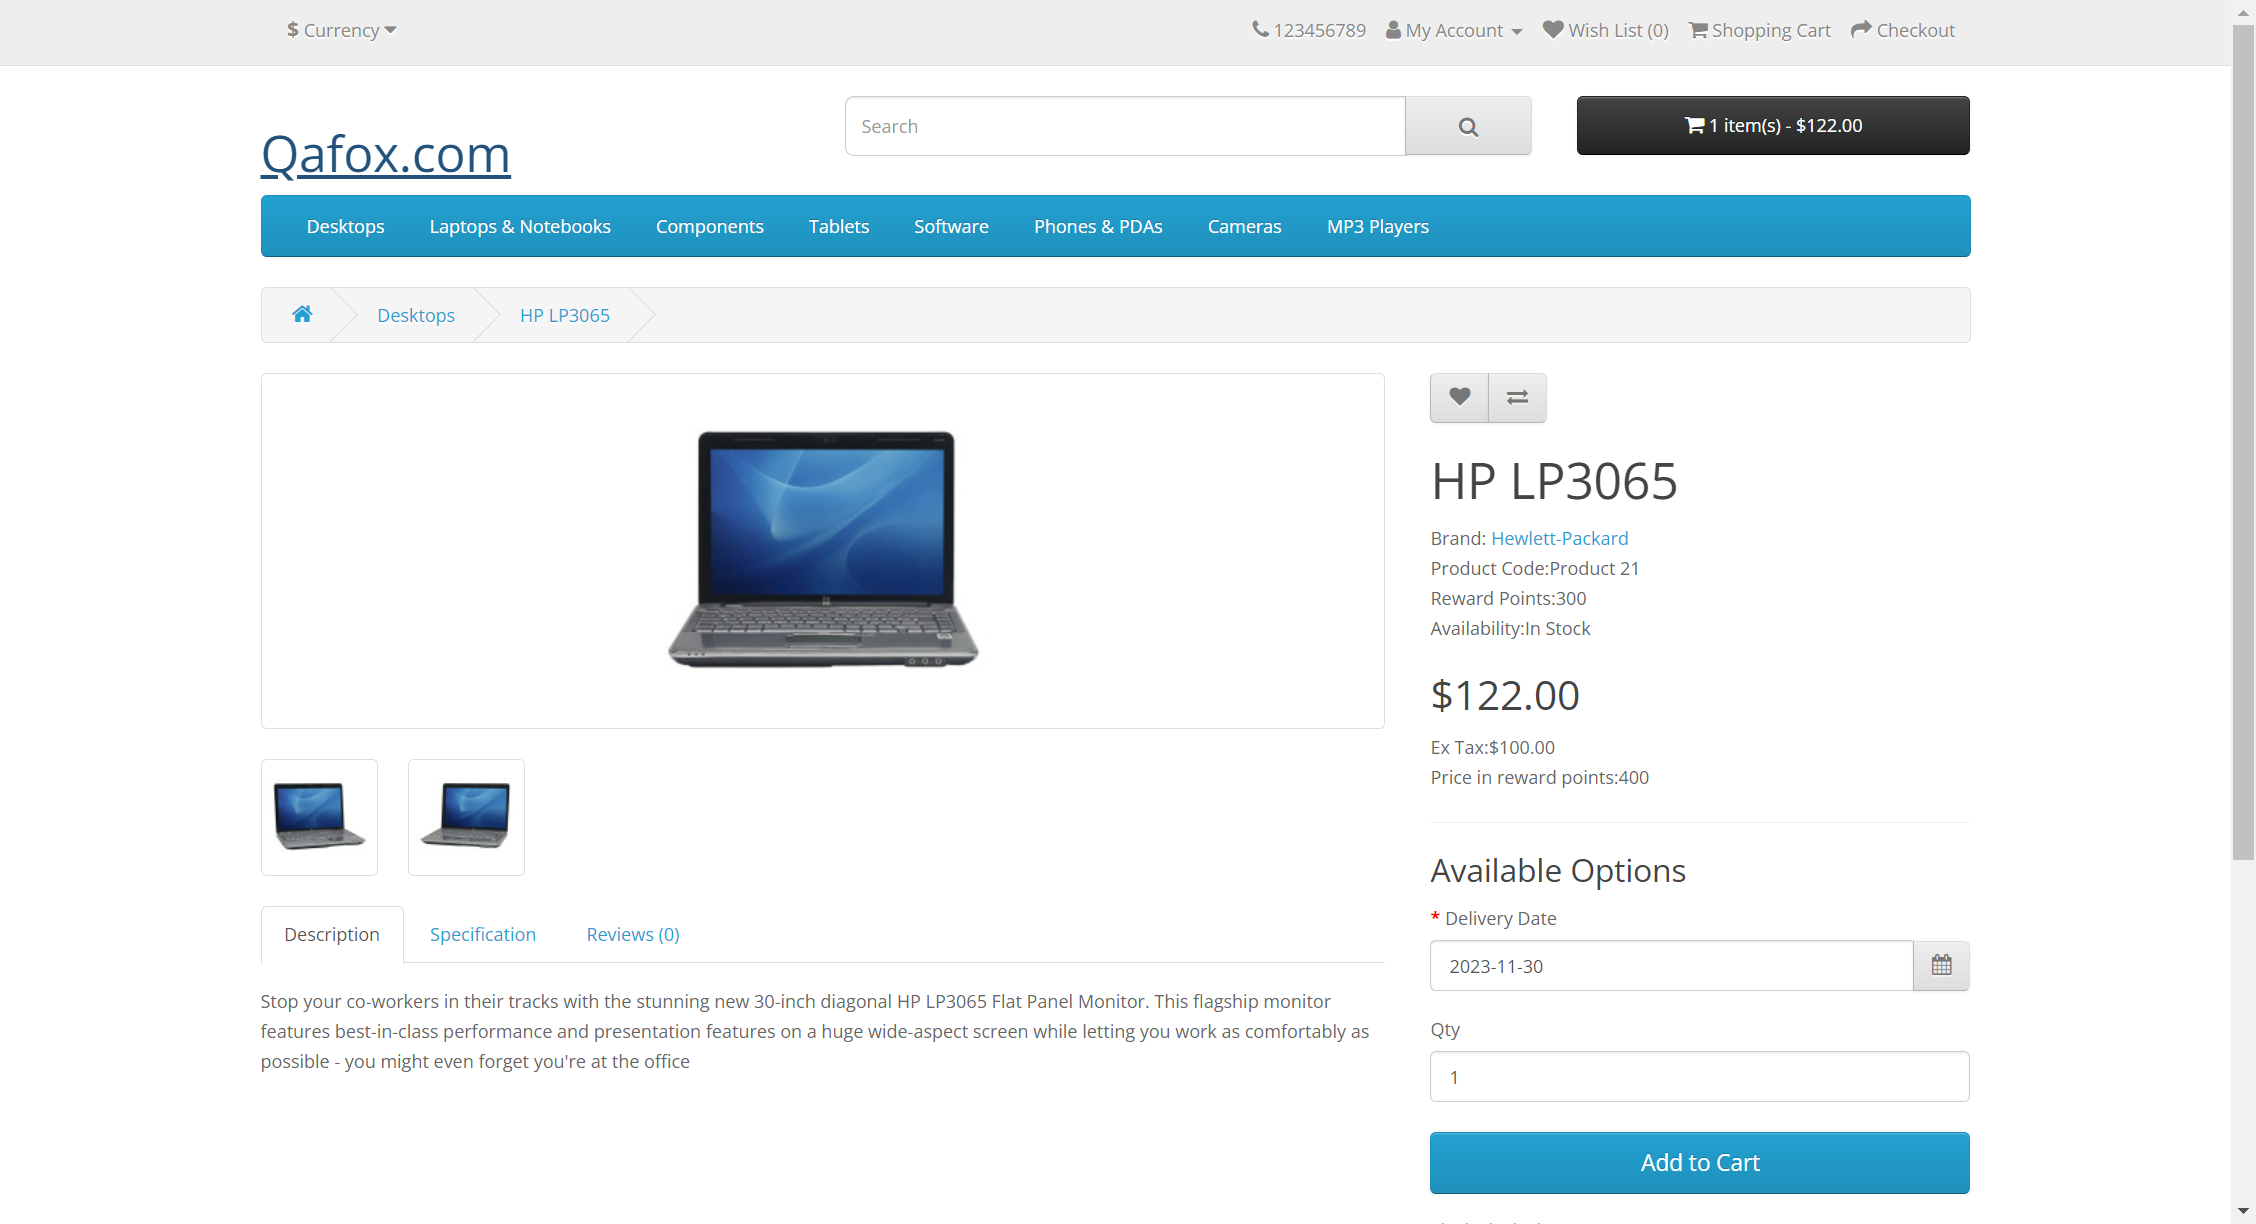 $ Currency
123456789 My Account Wish List (0) Shopping Cart Checkout
Qafox.com
Search
1 item(s) - $122.00
Desktops Laptops & Notebooks Components Tablets Software Phones & PDAs Cameras MP3 Players
Desktops HP LP3065
HP LP3065
Brand: Hewlett-Packard
Product Code:Product 21
Reward Points:300
Availability:In Stock
$122.00
Ex Tax:$100.00
Price in reward points:400
Available Options
* Delivery Date
2023-11-30
Qty
1
Add to Cart
Description Specification Reviews (0)
Stop your co-workers in their tracks with the stunning new 30-inch diagonal HP LP3065 Flat Panel Monitor. This flagship monitor
features best-in-class performance and presentation features on a huge wide-aspect screen while letting you work as comfortably as
possible - you might even forget you're at the office